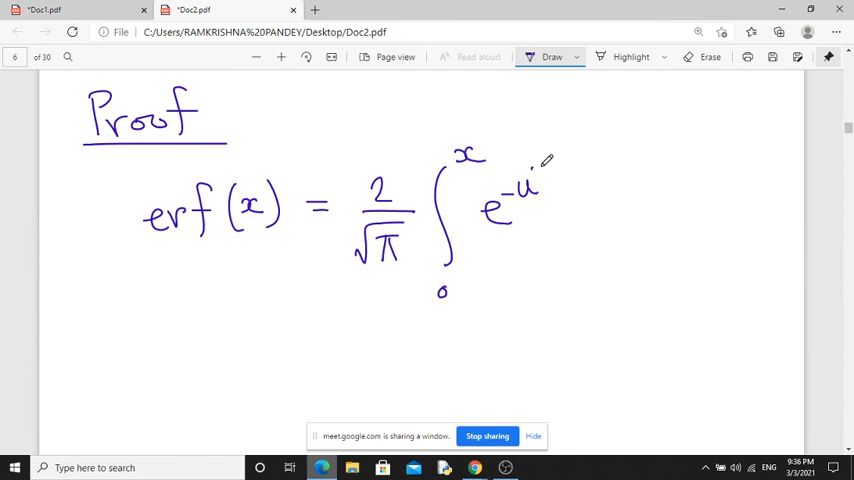 *Doc1.pdf
*Doc2.pdf
File
C:/Users/RAMKRISHNA%20PANDEY/Desktop/Doc2.pdf
6 of 30
Page view
Read aloud
Draw
Highlight
Erase
Proof
erf(x) = 2/√π ∫₀ˣ e^-u
meet.google.com is sharing a window.
Stop sharing
Hide
Type here to search
ENG
9:36 PM
3/3/2021